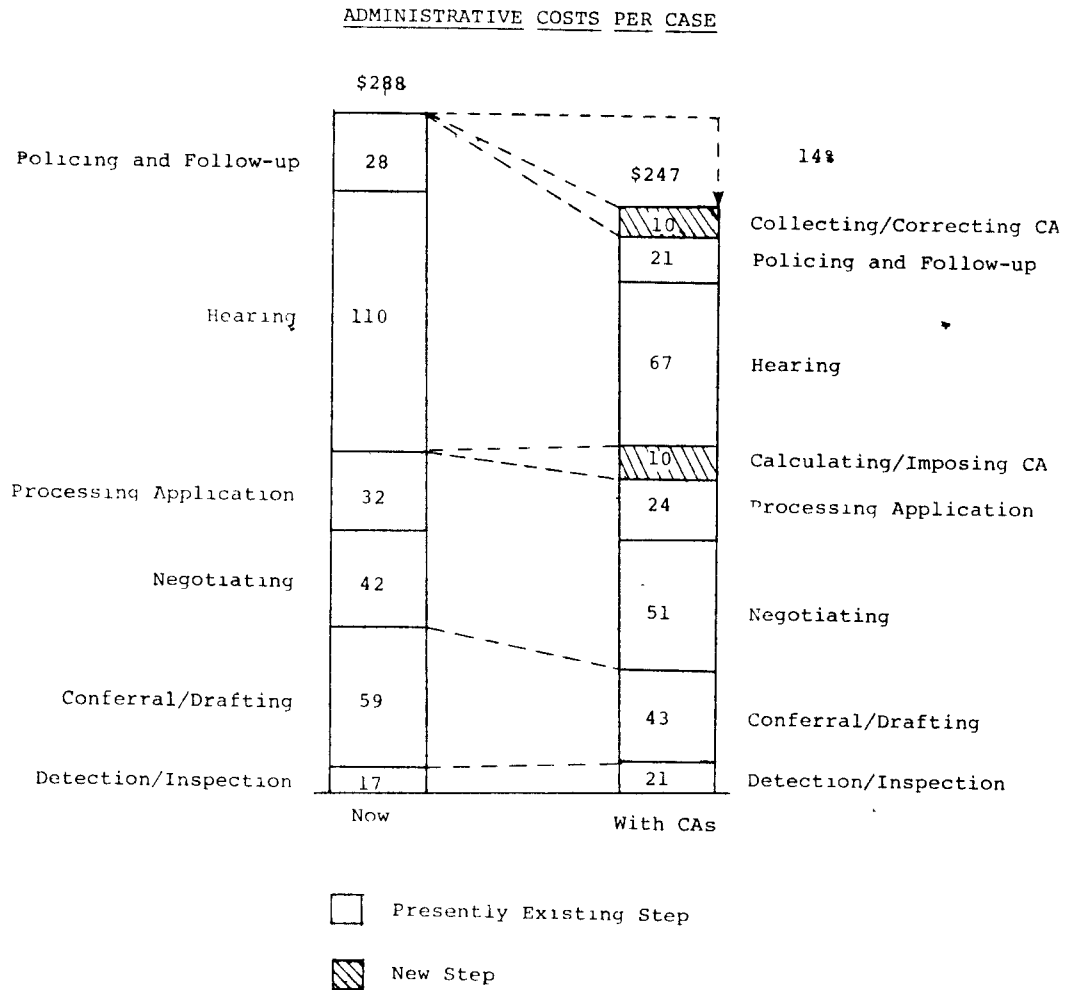 ADMINISTRATIVE COSTS PER CASE
$288
14%
Policing and Follow-up 28
$247
10 Collecting/Correcting CA
21 Policing and Follow-up
Hearing 110
67 Hearing
10 Calculating/Imposing CA
Processing Application 32
24 Processing Application
Negotiating 42
51 Negotiating
Conferral/Drafting 59
43 Conferral/Drafting
Detection/Inspection 17
21 Detection/Inspection
Now
With CAs
Presently Existing Step
New Step